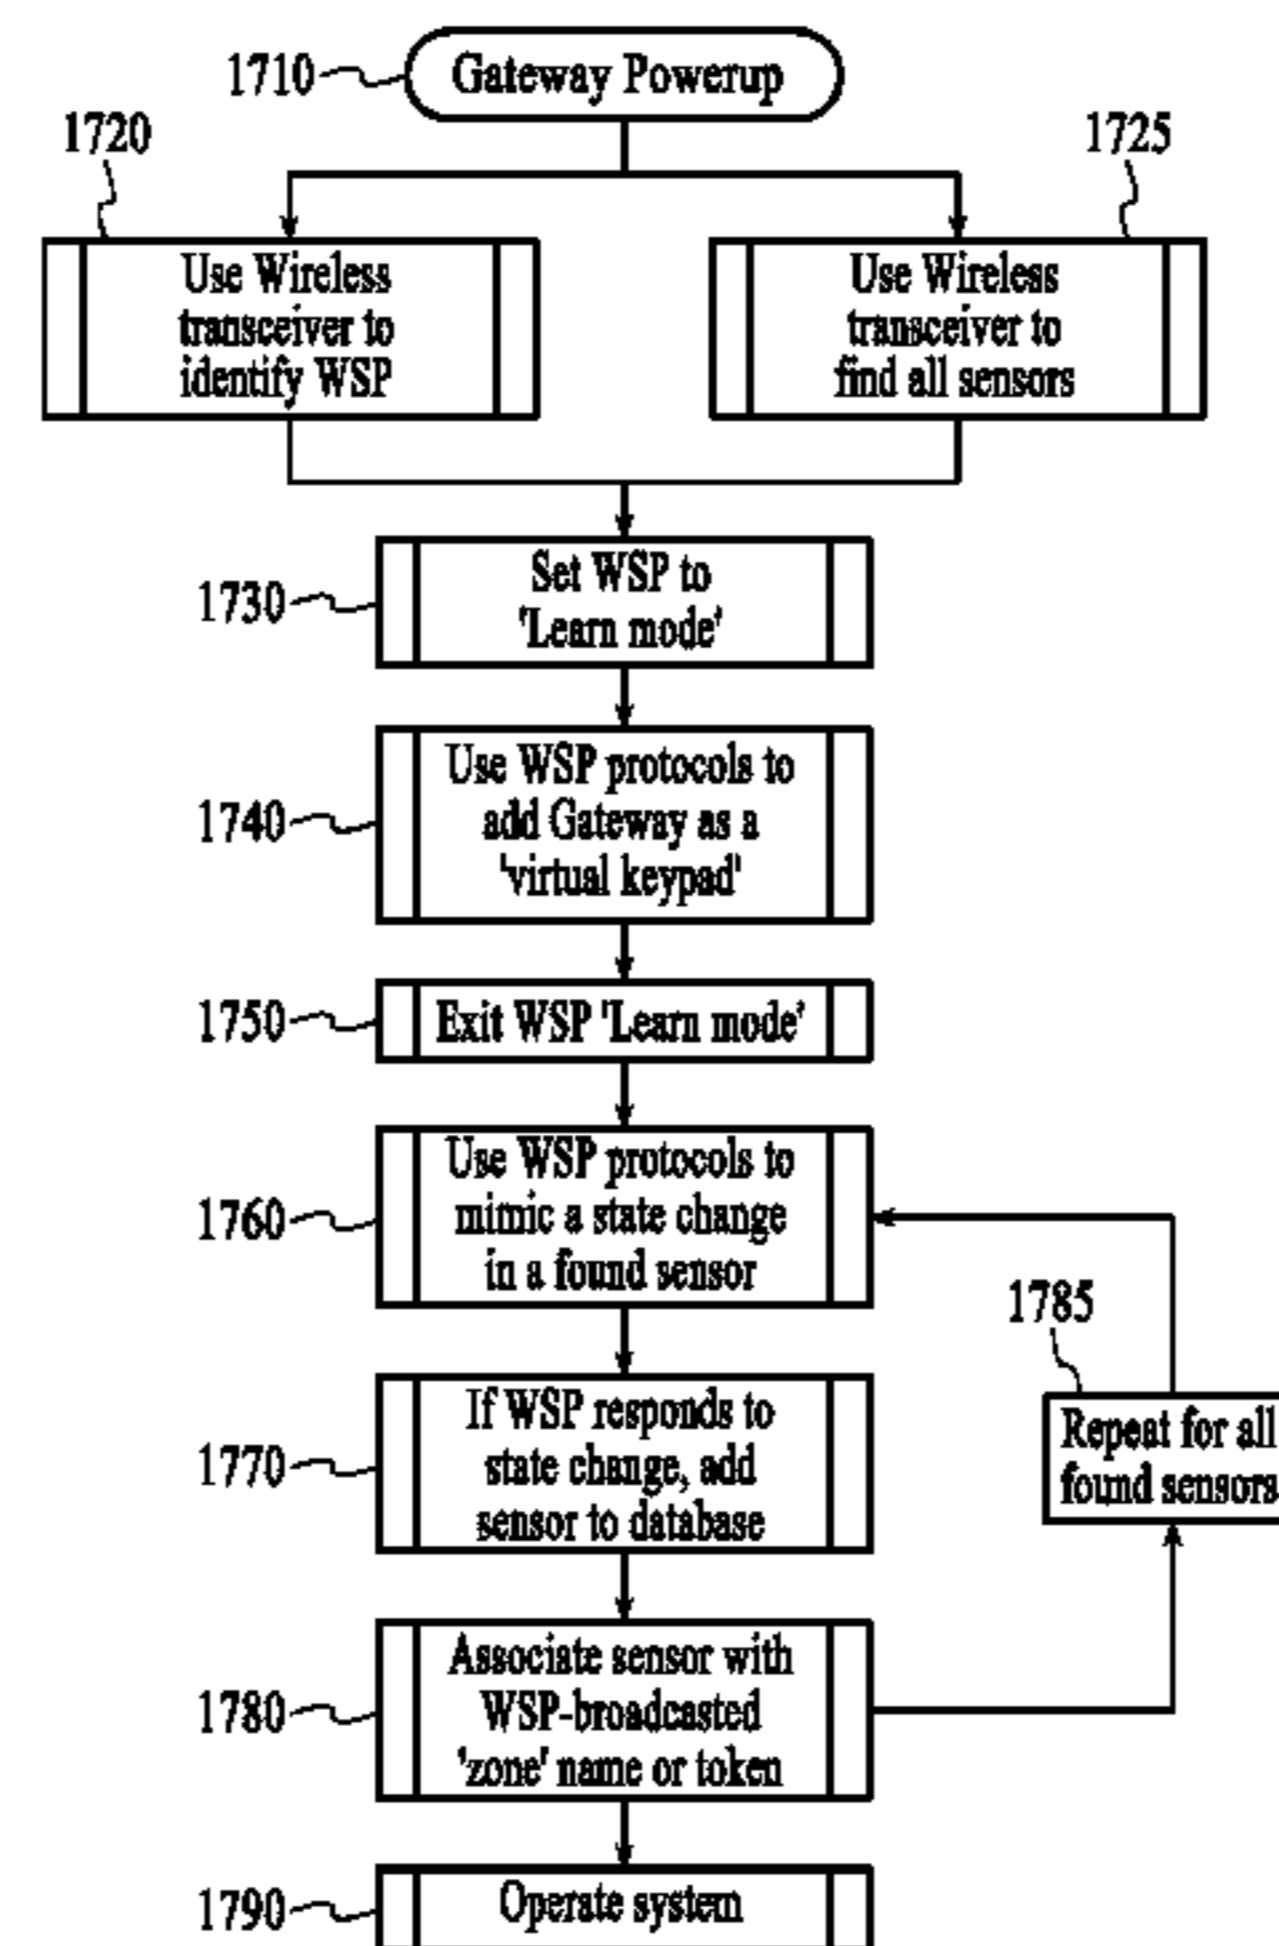 1710
Gateway Powerup
1720
1725
Use Wireless
transceiver to
identify WSP
Use Wireless
transceiver to
find all sensors
1730
Set WSP to
'Learn mode'
1740
Use WSP protocols to
add Gateway as a
'virtual keypad'
1750
Exit WSP 'Learn mode'
1760
Use WSP protocols to
mimic a state change
in a found sensor
1785
Repeat for all
found sensors
1770
If WSP responds to
state change, add
sensor to database
1780
Associate sensor with
WSP-broadcasted
'zone' name or token
1790
Operate system